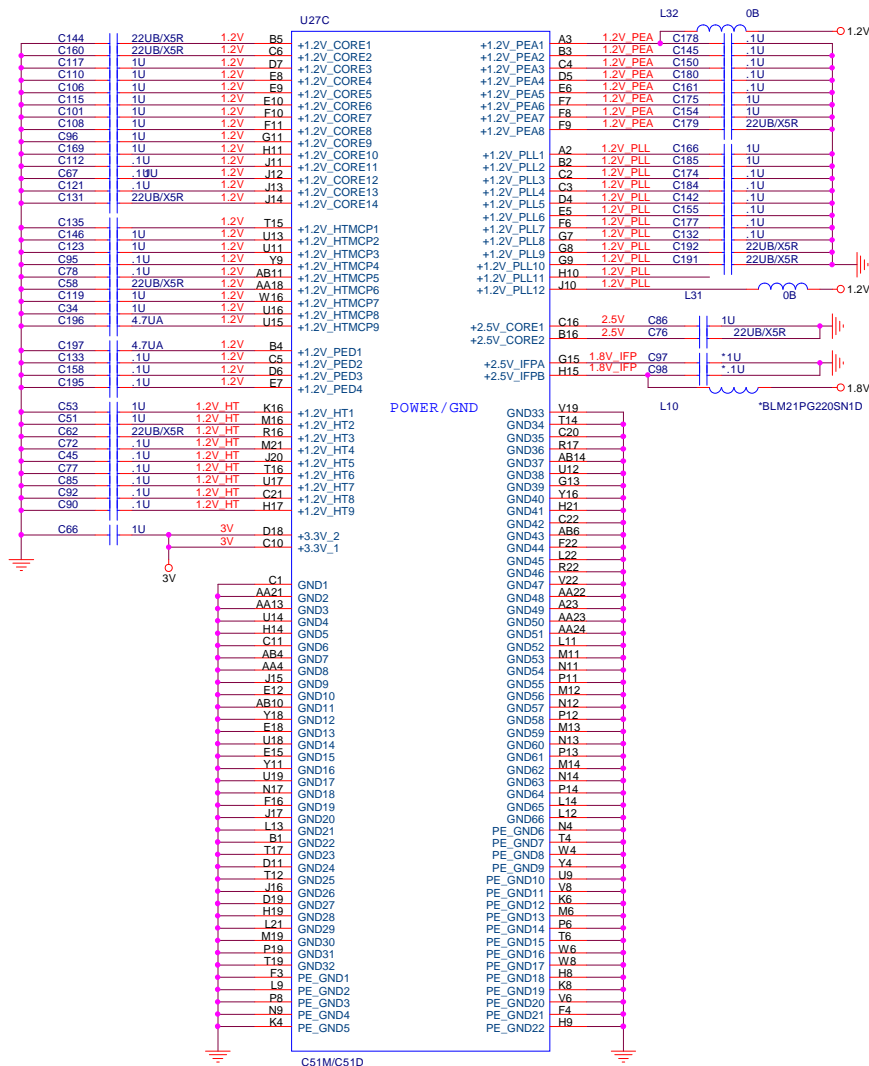 U27C
L32 0B
1.2V
C144 22UB/X5R 1.2V B5 +1.2V_CORE1
C160 22UB/X5R 1.2V C6 +1.2V_CORE2
C117 1U 1.2V D7 +1.2V_CORE3
C110 1U 1.2V E8 +1.2V_CORE4
C106 1U 1.2V E9 +1.2V_CORE5
C115 1U 1.2V E10 +1.2V_CORE6
C101 1U 1.2V F10 +1.2V_CORE7
C108 1U 1.2V F11 +1.2V_CORE8
C96 1U 1.2V G11 +1.2V_CORE9
C169 1U 1.2V H11 +1.2V_CORE10
C112 .1U 1.2V J11 +1.2V_CORE11
C67 1.2V J12 +1.2V_CORE12
C121 .1U 1.2V J13 +1.2V_CORE13
C131 22UB/X5R 1.2V J14 +1.2V_CORE14
C135 1.2V T15 +1.2V_HTMCP1
C146 1U 1.2V U13 +1.2V_HTMCP2
C123 1U 1.2V U11 +1.2V_HTMCP3
C95 .1U 1.2V Y9 +1.2V_HTMCP4
C78 .1U 1.2V AB11 +1.2V_HTMCP5
C58 22UB/X5R 1.2V AA18 +1.2V_HTMCP6
C119 1U 1.2V W16 +1.2V_HTMCP7
C34 1U 1.2V U16 +1.2V_HTMCP8
C196 4.7UA 1.2V U15 +1.2V_HTMCP9
C197 4.7UA 1.2V B4 +1.2V_PED1
C133 .1U 1.2V C5 +1.2V_PED2
C158 .1U 1.2V D6 +1.2V_PED3
C195 .1U 1.2V E7 +1.2V_PED4
C53 1U 1.2V_HT K16 +1.2V_HT1
C51 1U 1.2V_HT M16 +1.2V_HT2
C62 22UB/X5R 1.2V_HT R16 +1.2V_HT3
C72 .1U 1.2V_HT M21 +1.2V_HT4
C45 .1U 1.2V_HT J20 +1.2V_HT5
C77 .1U 1.2V_HT T16 +1.2V_HT6
C85 .1U 1.2V_HT U17 +1.2V_HT7
C92 .1U 1.2V_HT C21 +1.2V_HT8
C90 .1U 1.2V_HT H17 +1.2V_HT9
C66 1U 3V D18 +3.3V_2
3V C10 +3.3V_1
3V
C1 GND1
AA21 GND2
AA13 GND3
U14 GND4
H14 GND5
C11 GND6
AB4 GND7
AA4 GND8
J15 GND9
E12 GND10
AB10 GND11
Y18 GND12
E18 GND13
U18 GND14
E15 GND15
Y11 GND16
U19 GND17
N17 GND18
F16 GND19
J17 GND20
L13 GND21
B1 GND22
T17 GND23
D11 GND24
T12 GND25
J16 GND26
D19 GND27
H19 GND28
L21 GND29
M19 GND30
P19 GND31
T19 GND32
F3 PE_GND1
L9 PE_GND2
P8 PE_GND3
N9 PE_GND4
K4 PE_GND5
POWER/GND
+1.2V_PEA1 A3 1.2V_PEA C178 .1U
+1.2V_PEA2 B3 1.2V_PEA C145 .1U
+1.2V_PEA3 C4 1.2V_PEA C150 .1U
+1.2V_PEA4 D5 1.2V_PEA C180 .1U
+1.2V_PEA5 E6 1.2V_PEA C161 .1U
+1.2V_PEA6 F7 1.2V_PEA C175 1U
+1.2V_PEA7 F8 1.2V_PEA C154 1U
+1.2V_PEA8 F9 1.2V_PEA C179 22UB/X5R
+1.2V_PLL1 A2 1.2V_PLL C166 1U
+1.2V_PLL2 B2 1.2V_PLL C185 1U
+1.2V_PLL3 C2 1.2V_PLL C174 .1U
+1.2V_PLL4 C3 1.2V_PLL C184 .1U
+1.2V_PLL5 D4 1.2V_PLL C142 .1U
+1.2V_PLL6 E5 1.2V_PLL C155 .1U
+1.2V_PLL7 F6 1.2V_PLL C177 .1U
+1.2V_PLL8 G7 1.2V_PLL C132 .1U
+1.2V_PLL9 G8 1.2V_PLL C192 22UB/X5R
+1.2V_PLL10 G9 1.2V_PLL C191 22UB/X5R
+1.2V_PLL11 H10 1.2V_PLL
+1.2V_PLL12 J10 1.2V_PLL
L31 0B 1.2V
+2.5V_CORE1 C16 2.5V C86 1U
+2.5V_CORE2 B16 2.5V C76 22UB/X5R
+2.5V_IFPA G15 1.8V_IFP C97 *1U
+2.5V_IFPB H15 1.8V_IFP C98 *.1U
1.8V
L10 *BLM21PG220SN1D
GND33 V19
GND34 T14
GND35 C20
GND36 R17
GND37 AB14
GND38 U12
GND39 G13
GND40 Y16
GND41 H21
GND42 C22
GND43 AB6
GND44 F22
GND45 L22
GND46 R22
GND47 V22
GND48 AA22
GND49 A23
GND50 AA23
GND51 AA24
GND52 L11
GND53 M11
GND54 N11
GND55 P11
GND56 M12
GND57 N12
GND58 P12
GND59 M13
GND60 N13
GND61 P13
GND62 M14
GND63 N14
GND64 P14
GND65 L14
GND66 L12
PE_GND6 N4
PE_GND7 T4
PE_GND8 W4
PE_GND9 Y4
PE_GND10 U9
PE_GND11 V8
PE_GND12 K6
PE_GND13 M6
PE_GND14 P6
PE_GND15 T6
PE_GND16 W6
PE_GND17 W8
PE_GND18 H8
PE_GND19 K8
PE_GND20 V6
PE_GND21 F4
PE_GND22 H9
C51M/C51D